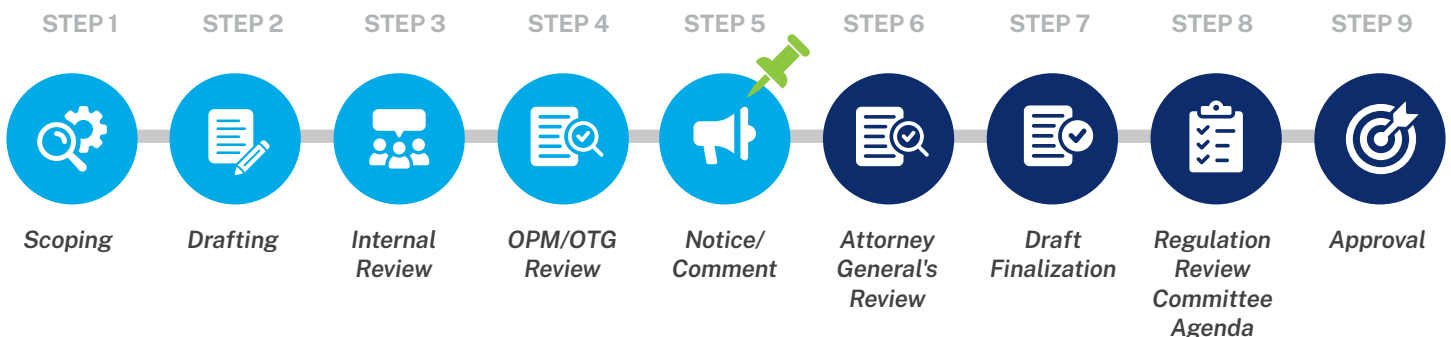 STEP 1
STEP 2
STEP 3
STEP 4
STEP 5
STEP 6
STEP 7
STEP 8
STEP 9
Scoping
Drafting
Internal
Review
OPM/OTG
Review
Notice/
Comment
Attorney
General's
Review
Draft
Finalization
Regulation
Review
Committee
Agenda
Approval